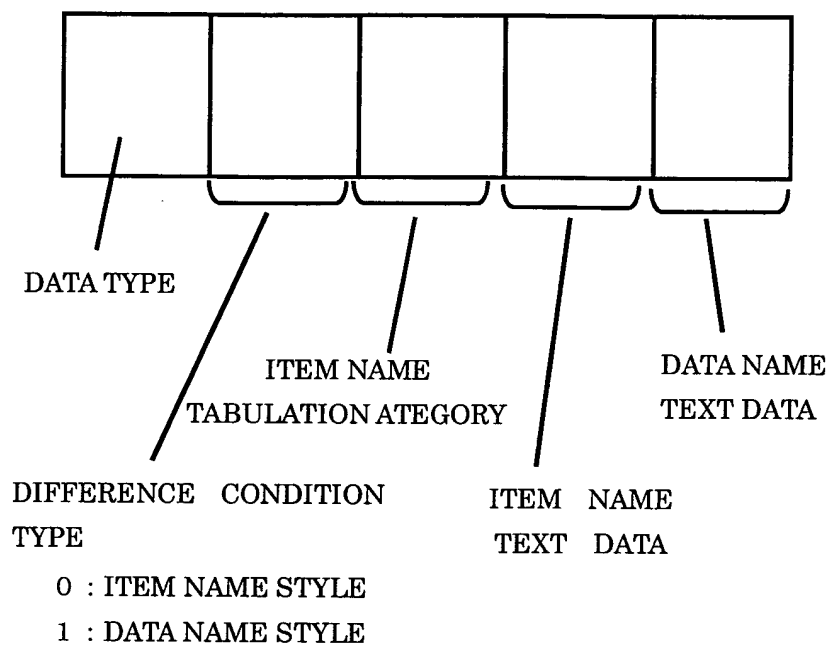 DATA TYPE
ITEM NAME
TABULATION ATEGORY
DATA NAME
TEXT DATA
DIFFERENCE CONDITION
TYPE
0 : ITEM NAME STYLE
1 : DATA NAME STYLE
ITEM NAME
TEXT DATA